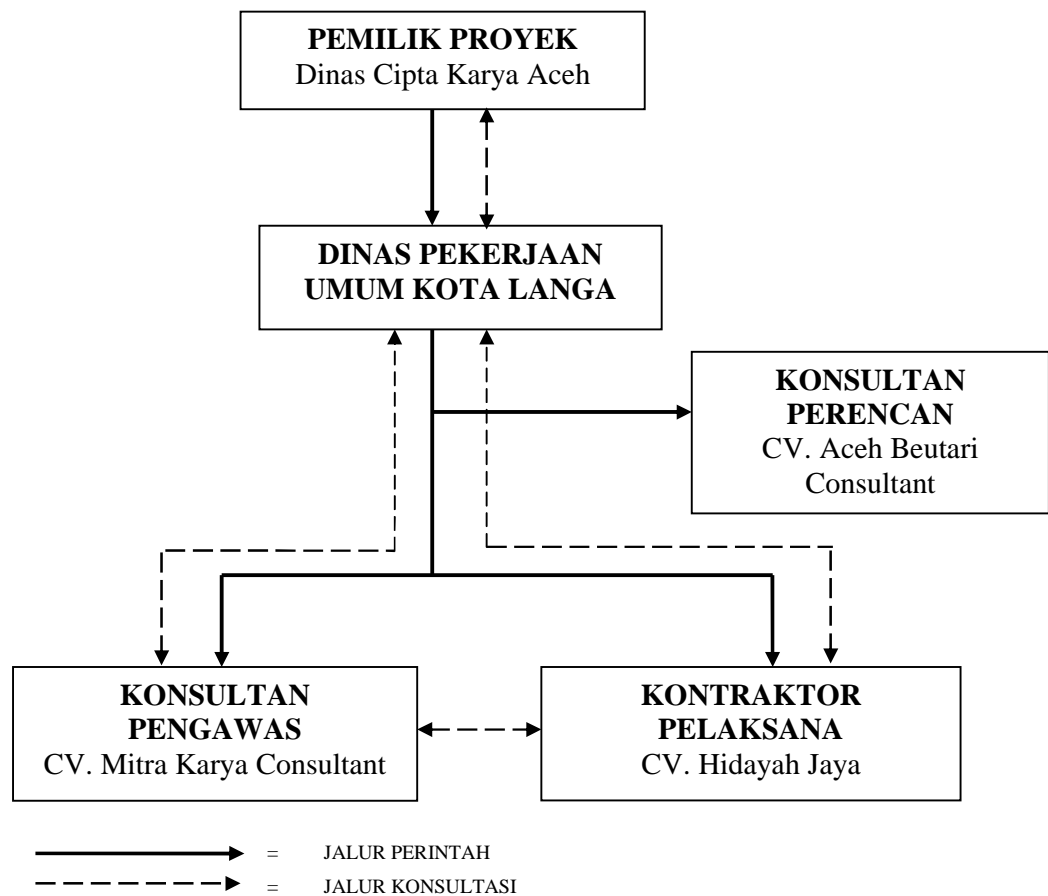 PEMILIK PROYEK
Dinas Cipta Karya Aceh
DINAS PEKERJAAN
UMUM KOTA LANGA
KONSULTAN
PERENCAN
CV. Aceh Beutari
Consultant
KONSULTAN
PENGAWAS
CV. Mitra Karya Consultant
KONTRAKTOR
PELAKSANA
CV. Hidayah Jaya
= JALUR PERINTAH
= JALUR KONSULTASI